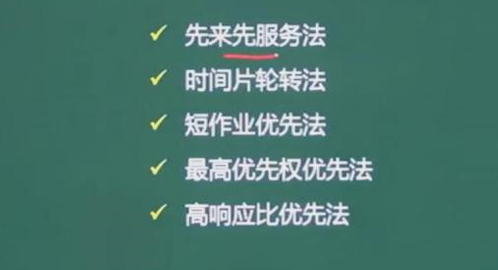 先来先服务法
时间片轮转法
短作业优先法
最高优先权优先法
高响应比优先法